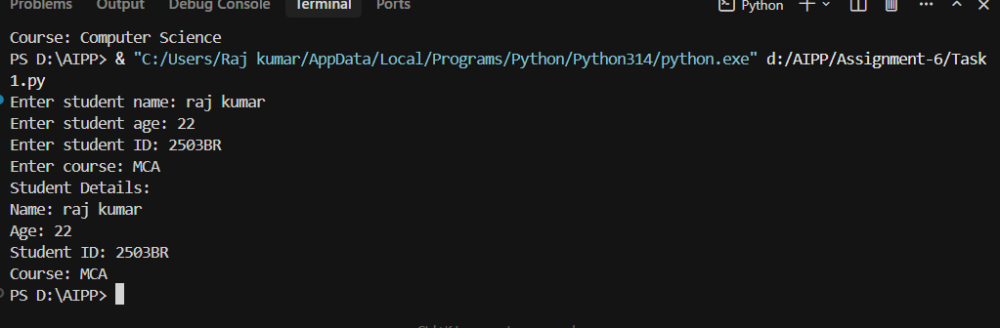 Problems Output Debug Console Terminal Ports Python
Course: Computer Science
PS D:\AIPP> & "C:/Users/Raj kumar/AppData/Local/Programs/Python/Python314/python.exe" d:/AIPP/Assignment-6/Task
1.py
Enter student name: raj kumar
Enter student age: 22
Enter student ID: 2503BR
Enter course: MCA
Student Details:
Name: raj kumar
Age: 22
Student ID: 2503BR
Course: MCA
PS D:\AIPP>